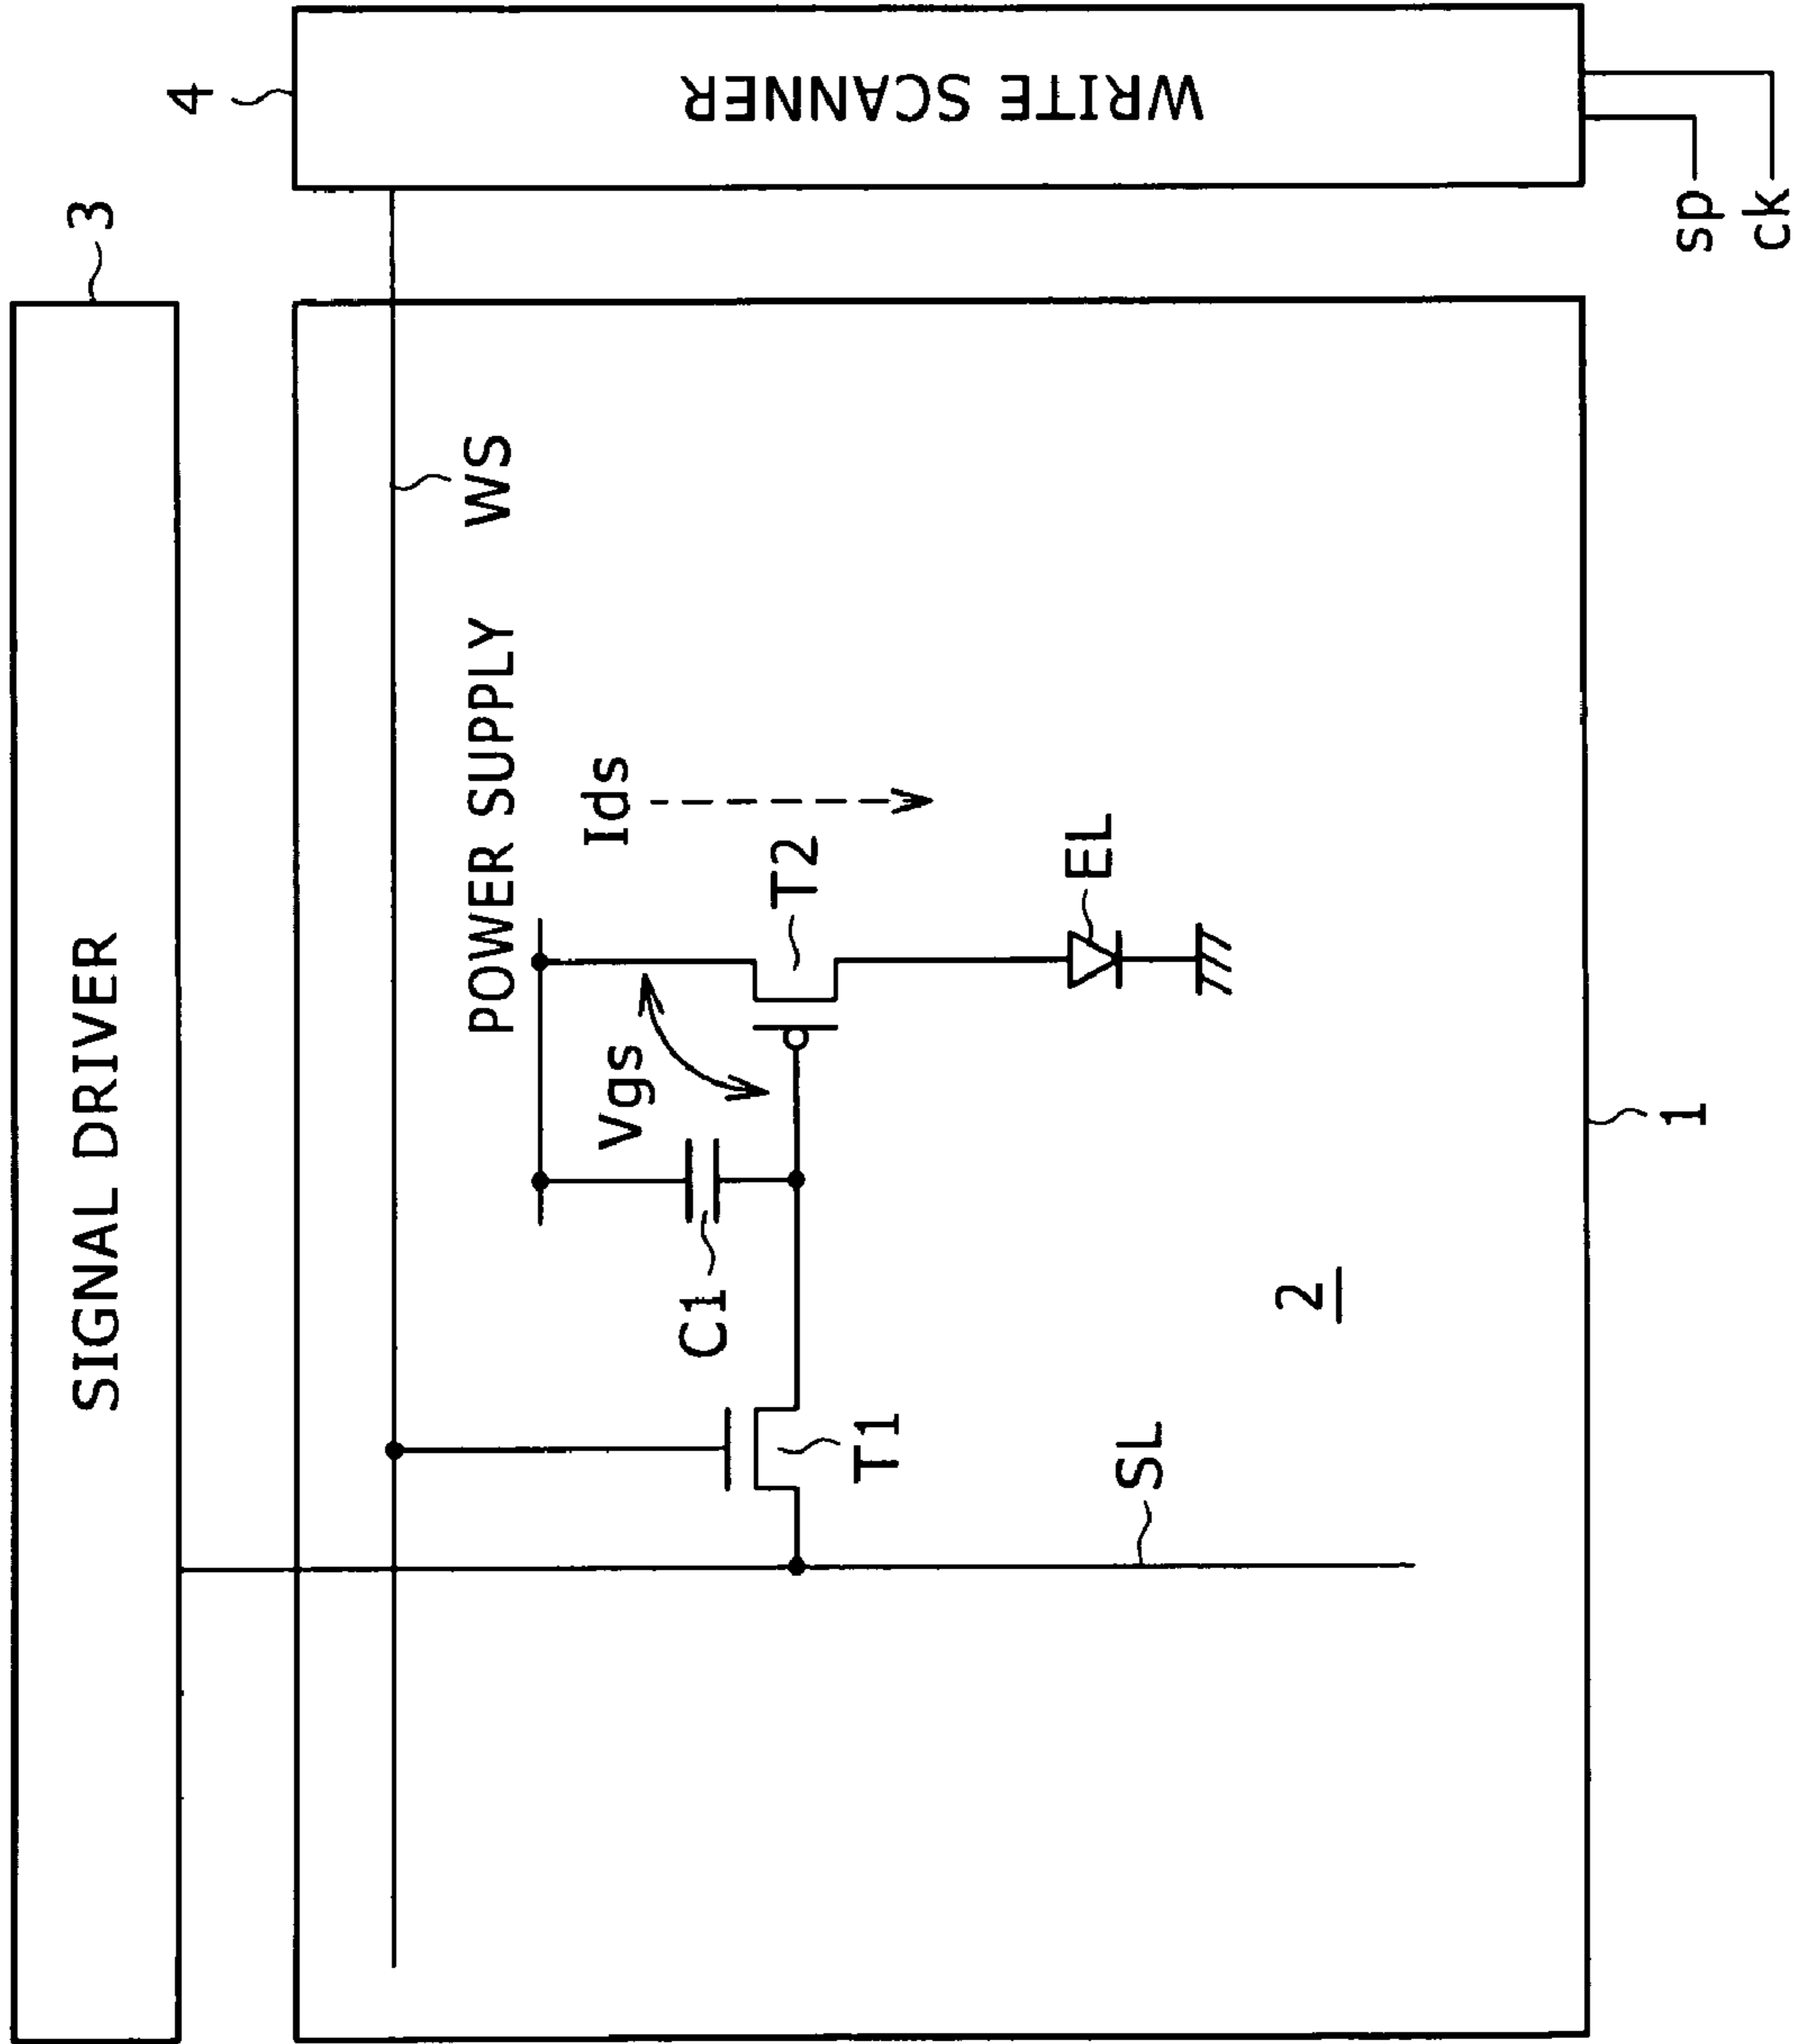 SIGNAL DRIVER
3
4
WRITE SCANNER
sp
ck
WS
POWER SUPPLY
Ids
Vgs
C1
T2
T1
EL
SL
2
1